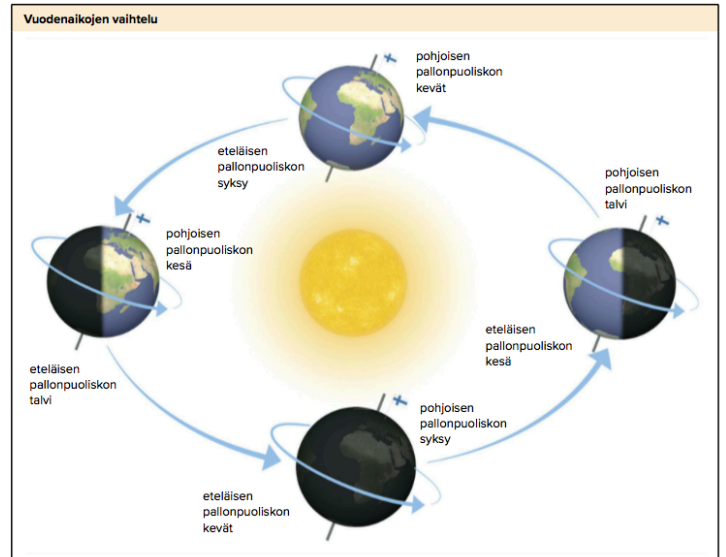 Vuodenaikojen vaihtelu
pohjoisen
pallonpuoliskon
kevät
eteläisen
pallonpuoliskon
syksy
pohjoisen
pallonpuoliskon
talvi
pohjoisen
pallonpuoliskon
kesä
eteläisen
pallonpuoliskon
kesä
eteläisen
pallonpuoliskon
talvi
pohjoisen
pallonpuoliskon
syksy
eteläisen
pallonpuoliskon
kevät